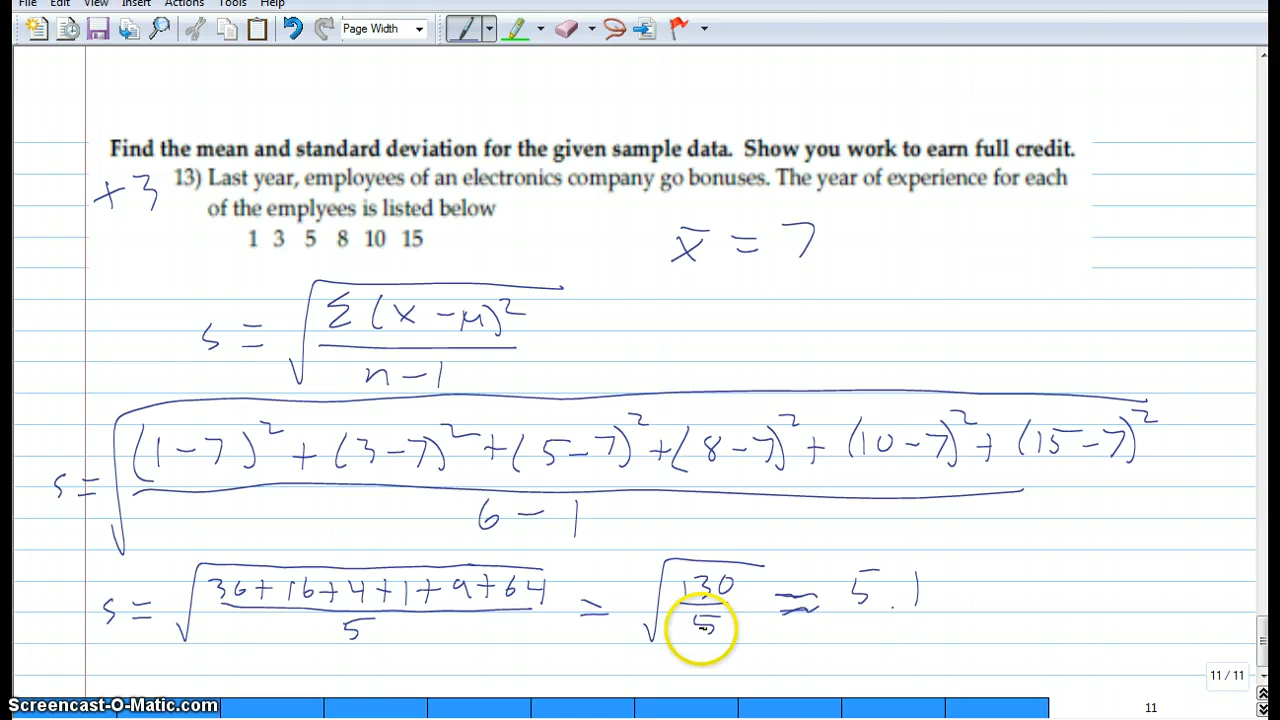 File Edit View Insert Actions Tools Help
Page Width
Find the mean and standard deviation for the given sample data. Show you work to earn full credit.
+3 13) Last year, employees of an electronics company go bonuses. The year of experience for each
of the emplyees is listed below
1 3 5 8 10 15
x̄ = 7
s = √(Σ(x-μ)² / n-1)
s = √((1-7)² + (3-7)² + (5-7)² + (8-7)² + (10-7)² + (15-7)² / 6-1)
s = √(36+16+4+1+9+64 / 5) = √(130 / 5) ≈ 5.1
11 / 11
Screencast-O-Matic.com
11